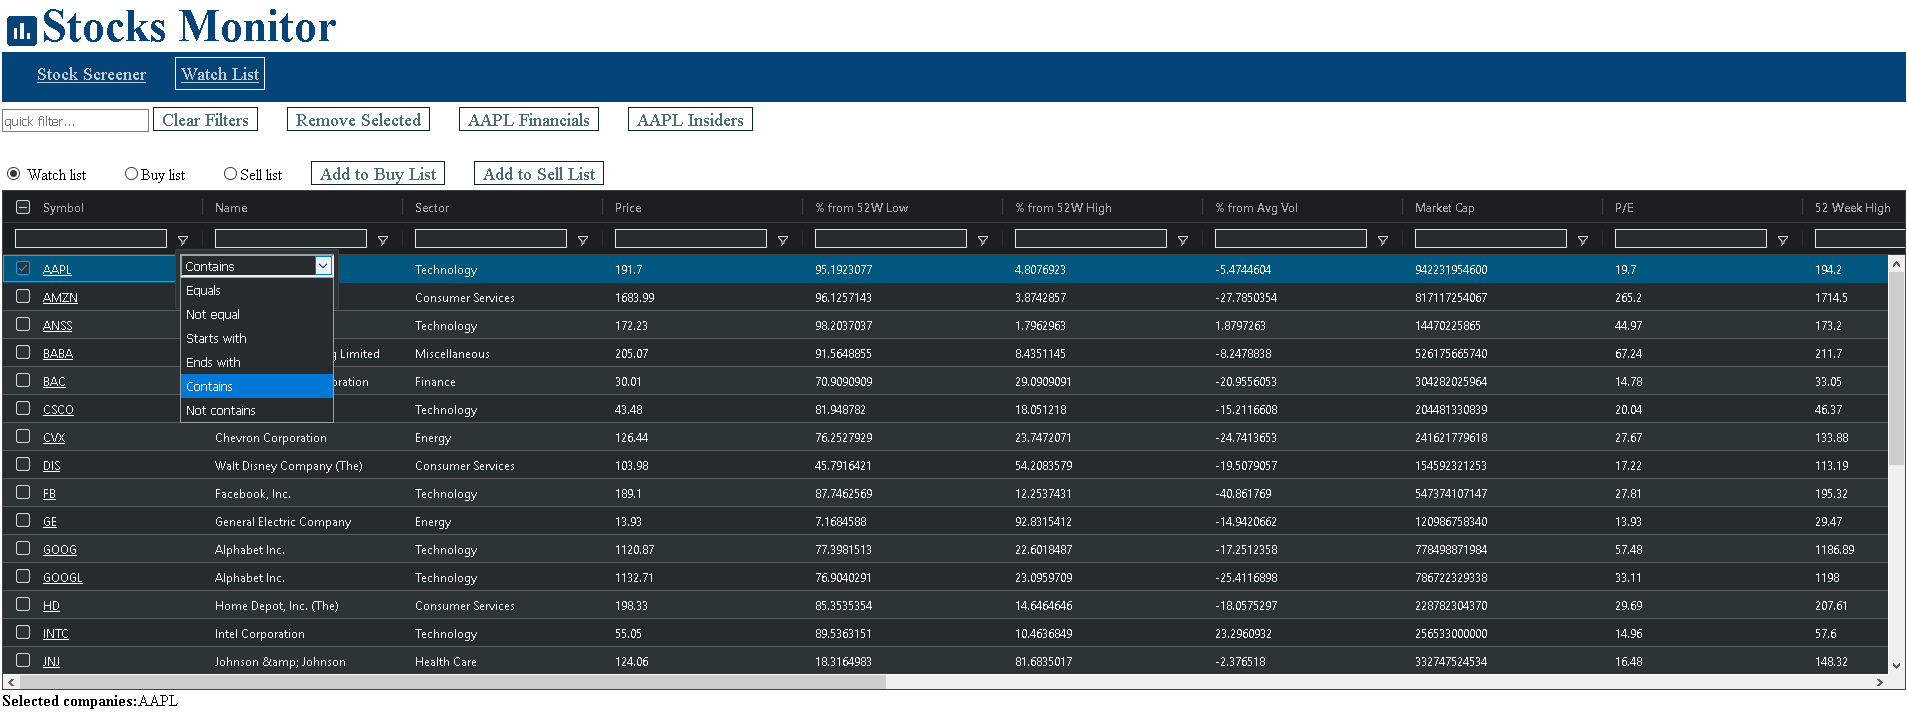 Stocks Monitor
Stock Screener Watch List
quick filter... Clear Filters Remove Selected AAPL Financials AAPL Insiders
Watch list Buy list Sell list Add to Buy List Add to Sell List
Symbol Name Sector Price % from 52W Low % from 52W High % from Avg Vol Market Cap P/E 52 Week High
AAPL Contains Technology 191.7 95.1923077 4.8076923 -5.4744604 942231954600 19.7 194.2
Equals
AMZN Consumer Services 1683.99 96.1257143 3.8742857 -27.7850354 817117254067 265.2 1714.5
Not equal
ANSS Technology 172.23 98.2037037 1.7962963 1.8797263 14470225865 44.97 173.2
Starts with
BABA g Limited Miscellaneous 205.07 91.5648855 8.4351145 -8.2478838 526175665740 67.24 211.7
Ends with
BAC oration Finance 30.01 70.9090909 29.0909091 -20.9556053 304282025964 14.78 33.05
Contains
CSCO Technology 43.48 81.948782 18.051218 -15.2116608 204481330839 20.04 46.37
Not contains
CVX Chevron Corporation Energy 126.44 76.2527929 23.7472071 -24.7413653 241621779618 27.67 133.88
DIS Walt Disney Company (The) Consumer Services 103.98 45.7916421 54.2083579 -19.5079057 154592321253 17.22 113.19
FB Facebook, Inc. Technology 189.1 87.7462569 12.2537431 -40.861769 547374107147 27.81 195.32
GE General Electric Company Energy 13.93 7.1684588 92.8315412 -14.9420662 120986758340 13.93 29.47
GOOG Alphabet Inc. Technology 1120.87 77.3981513 22.6018487 -17.2512358 778498871984 57.48 1186.89
GOOGL Alphabet Inc. Technology 1132.71 76.9040291 23.0959709 -25.4116898 786722329338 33.11 1198
HD Home Depot, Inc. (The) Consumer Services 198.33 85.3535354 14.6464646 -18.0575297 228782304370 29.69 207.61
INTC Intel Corporation Technology 55.05 89.5363151 10.4636849 23.2960932 256533000000 14.96 57.6
JNJ Johnson &amp; Johnson Health Care 124.06 18.3164983 81.6835017 -2.376518 332747524534 16.48 148.32
Selected companies:AAPL